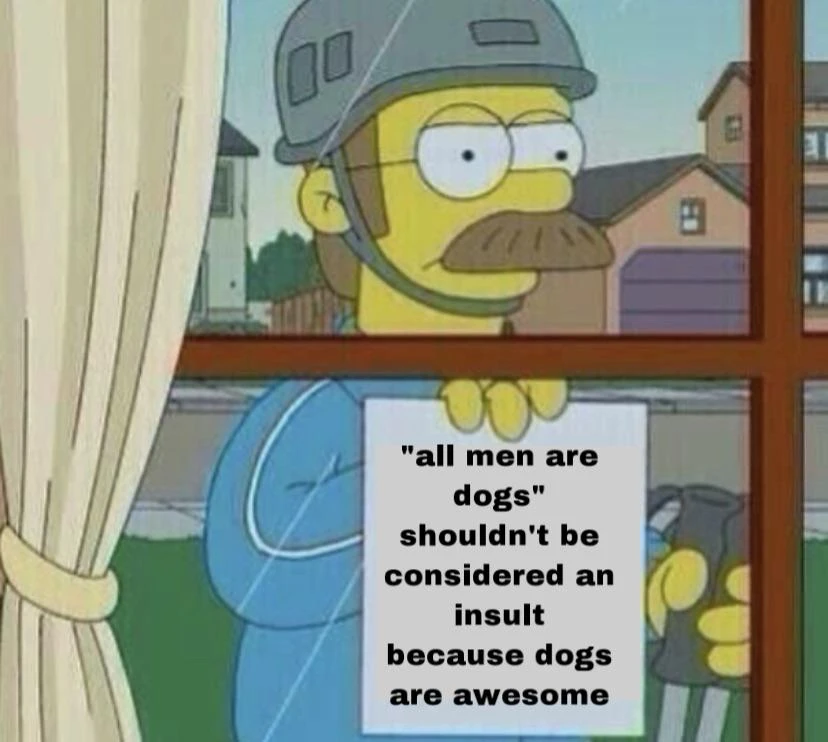 "all men are
dogs"
shouldn't be
considered an
insult
because dogs
are awesome